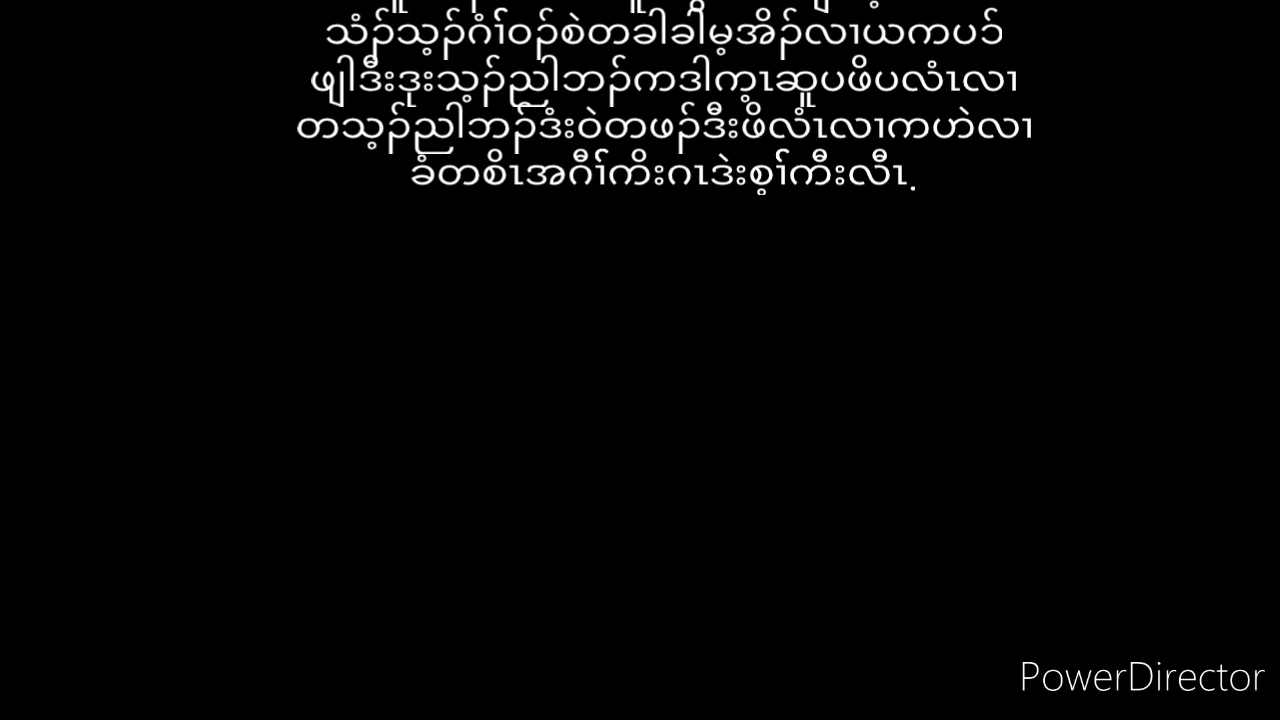 သံၣ်သ့ၣ်ဂံၢ်ဝၣ်စဲတခါခါမ့အိၣ်လၢယကပၥ်
ဖျါဒီးဒုးသ့ၣ်ညါဘၣ်ကဒါက့ၤဆူပဖိပလံၤလၢ
တသ့ၣ်ညါဘၣ်ဒံးဝဲတဖၣ်ဒီးဖိလံၤလၢကဟဲလၢ
ခံတစိၤအဂီၢ်ကိးဂၤဒဲးစ့ၢ်ကီးလီၤ.
PowerDirector